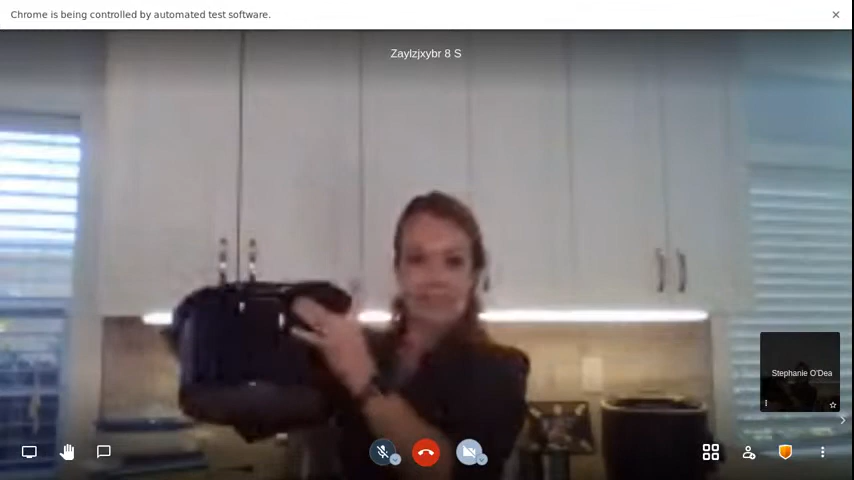 Chrome is being controlled by automated test software.
Zaylzjxybr 8 S
Stephanie O'Dea